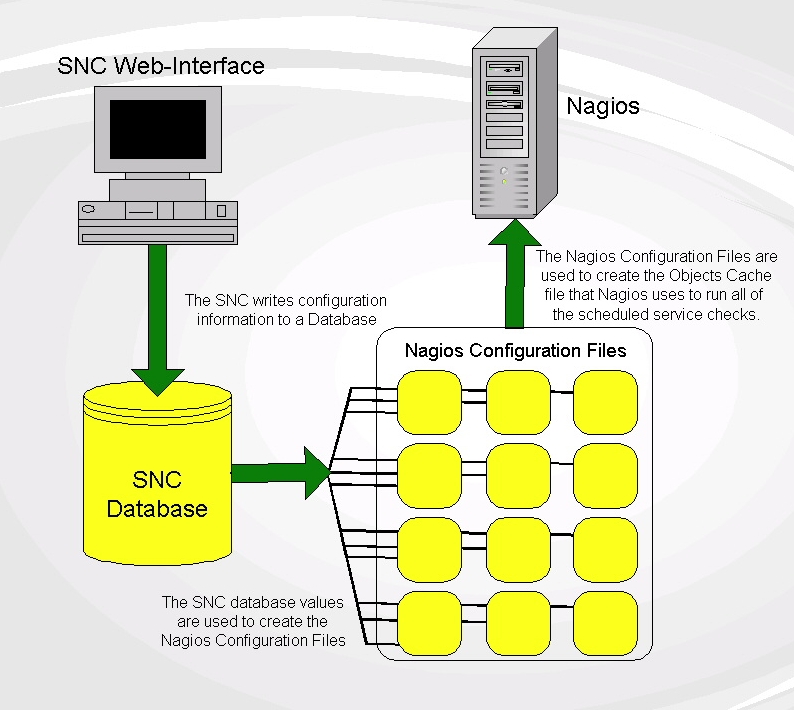 SNC Web-Interface
Nagios
The SNC writes configuration
information to a Database
The Nagios Configuration Files are
used to create the Objects Cache
file that Nagios uses to run all of
the scheduled service checks.
Nagios Configuration Files
SNC
Database
The SNC database values
are used to create the
Nagios Configuration Files